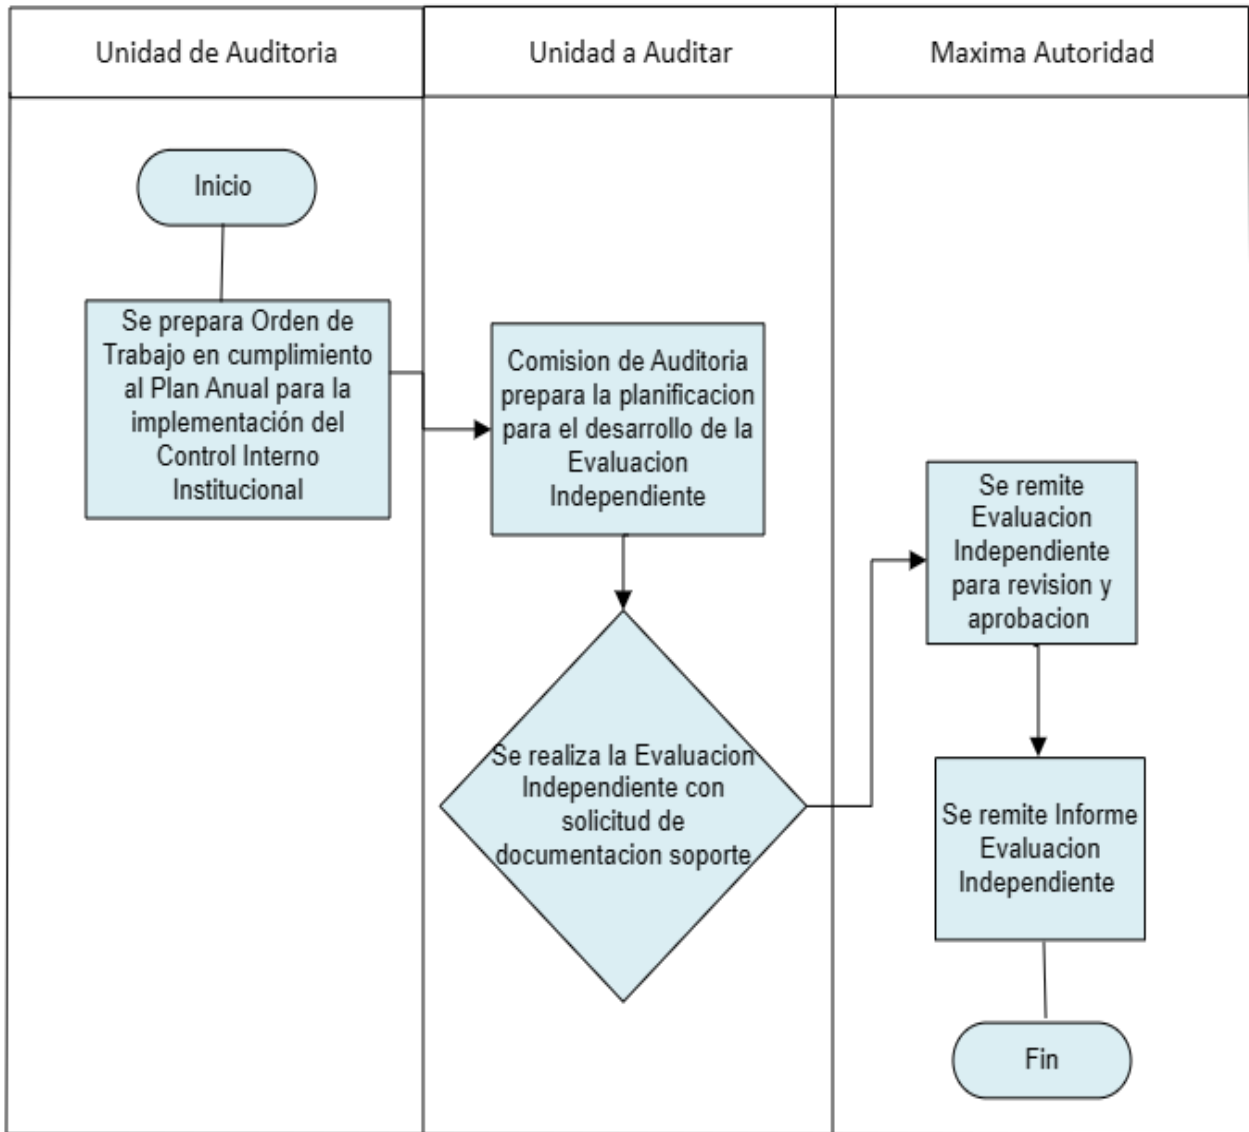 Unidad de Auditoria
Unidad a Auditar
Maxima Autoridad
Inicio
Se prepara Orden de
Trabajo en cumplimiento
al Plan Anual para la
implementación del
Control Interno
Institucional
Comision de Auditoria
prepara la planificacion
para el desarrollo de la
Evaluacion
Independiente
Se realiza la Evaluacion
Independiente con
solicitud de
documentacion soporte
Se remite
Evaluacion
Independiente
para revision y
aprobacion
Se remite Informe
Evaluacion
Independiente
Fin